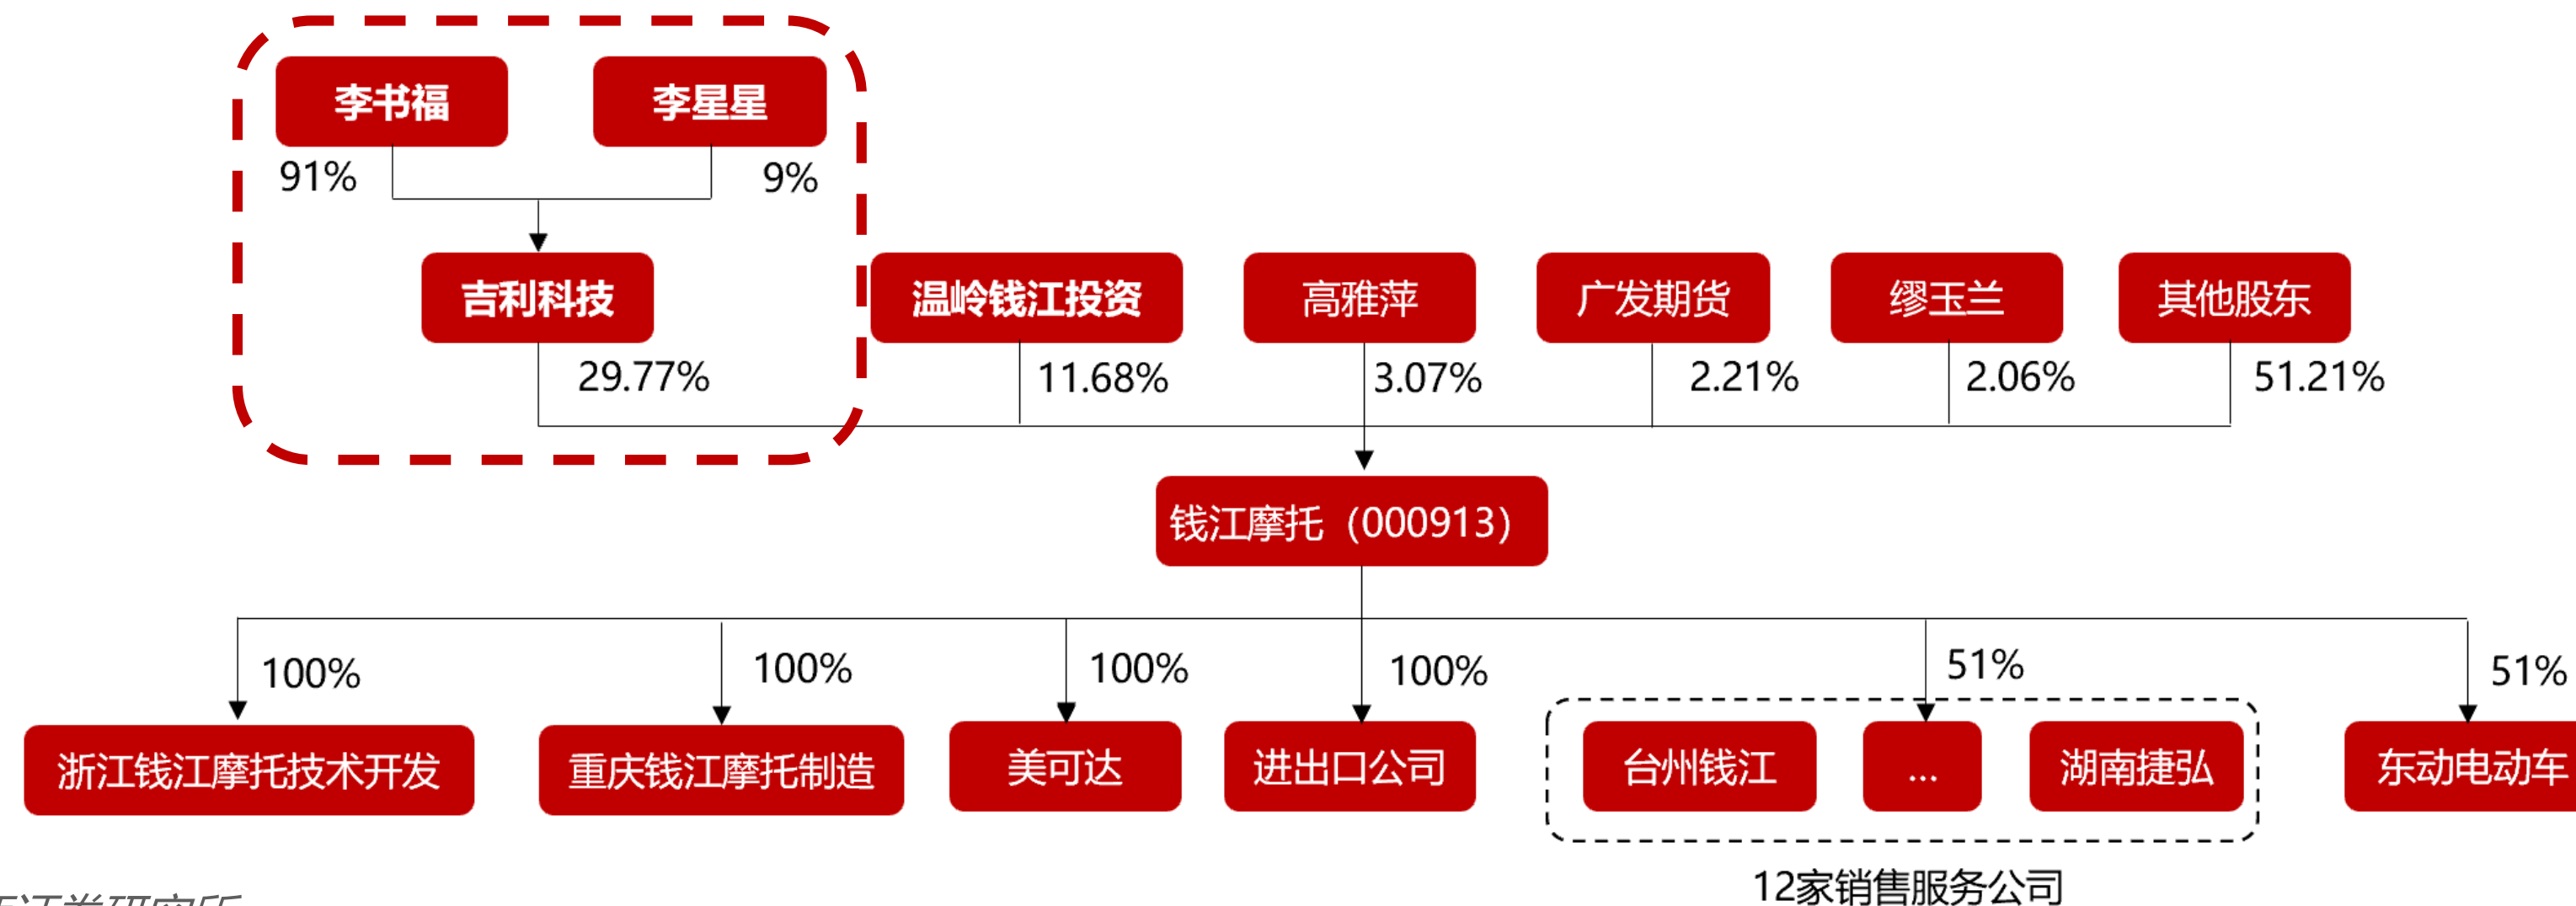 李书福 李星星
91% 9%
吉利科技 温岭钱江投资 高雅萍 广发期货 缪玉兰 其他股东
29.77% 11.68% 3.07% 2.21% 2.06% 51.21%
钱江摩托（000913）
100% 100% 100% 100% 51% 51%
浙江钱江摩托技术开发 重庆钱江摩托制造 美可达 进出口公司 台州钱江 ... 湖南捷弘 东动电动车
12家销售服务公司
证券研究所